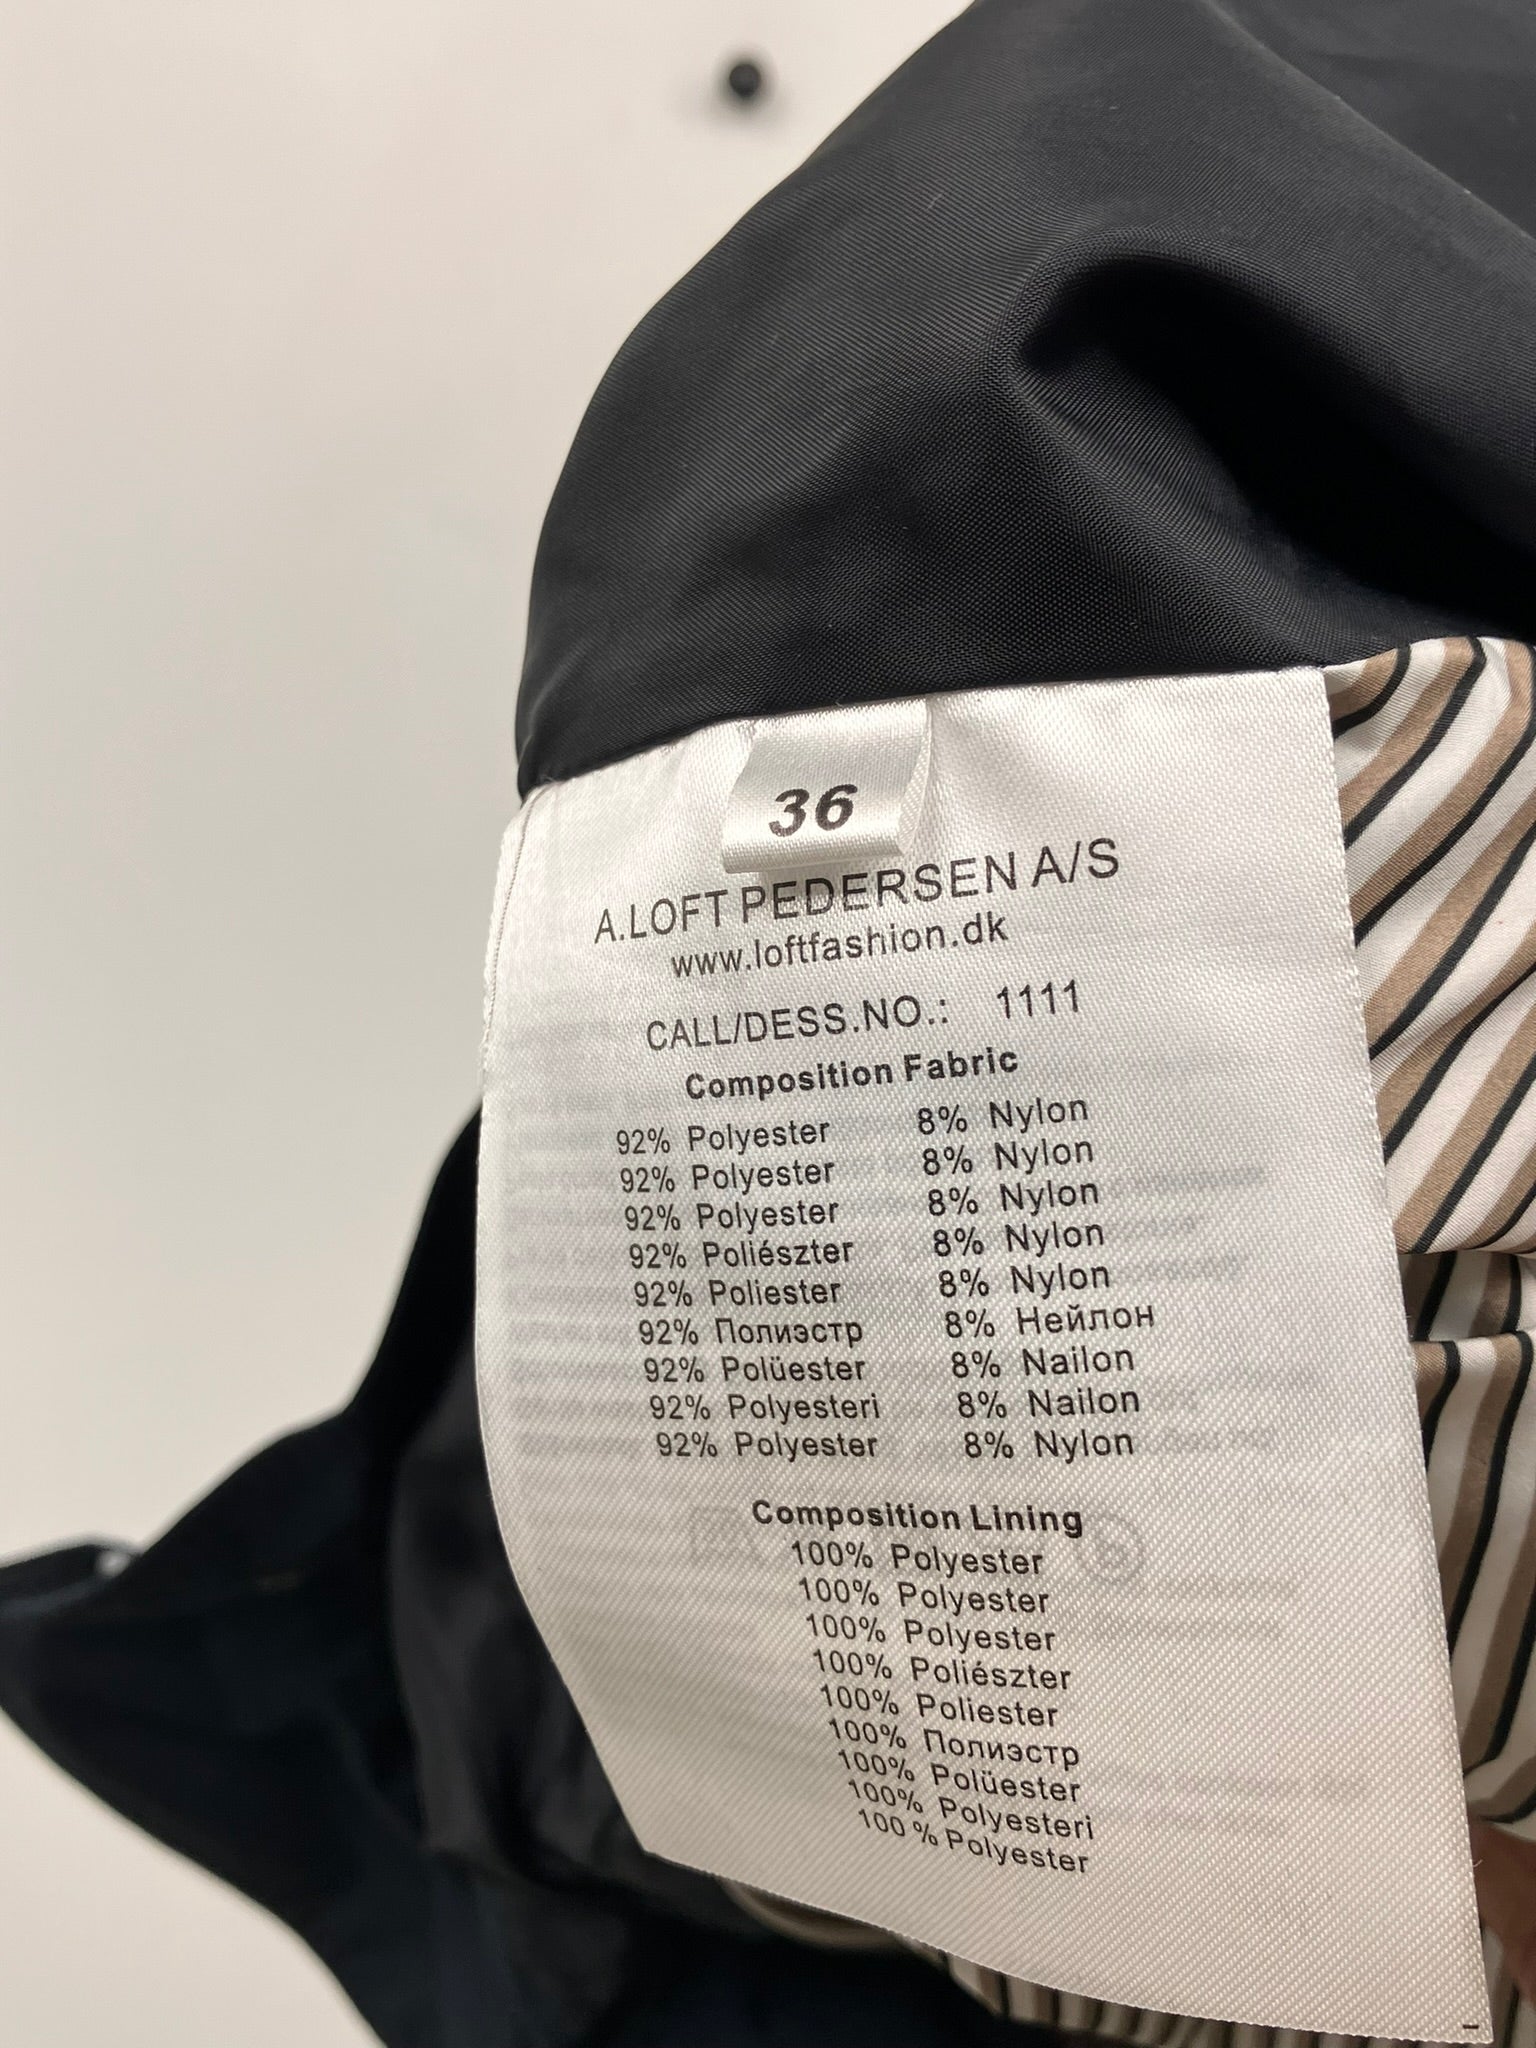 36
A.LOFT PEDERSEN A/S
www.loftfashion.dk
CALL/DESS.NO.: 1111
Composition Fabric
92% Polyester 8% Nylon
92% Polyester 8% Nylon
92% Polyester 8% Nylon
92% Poliészter 8% Nylon
92% Poliester 8% Nylon
92% Полиэстр 8% Нейлон
92% Polüester 8% Nailon
92% Polyesteri 8% Nailon
92% Polyester 8% Nylon
Composition Lining
100% Polyester
100% Polyester
100% Polyester
100% Poliészter
100% Poliester
100% Полиэстр
100% Polüester
100% Polyesteri
100 % Polyester